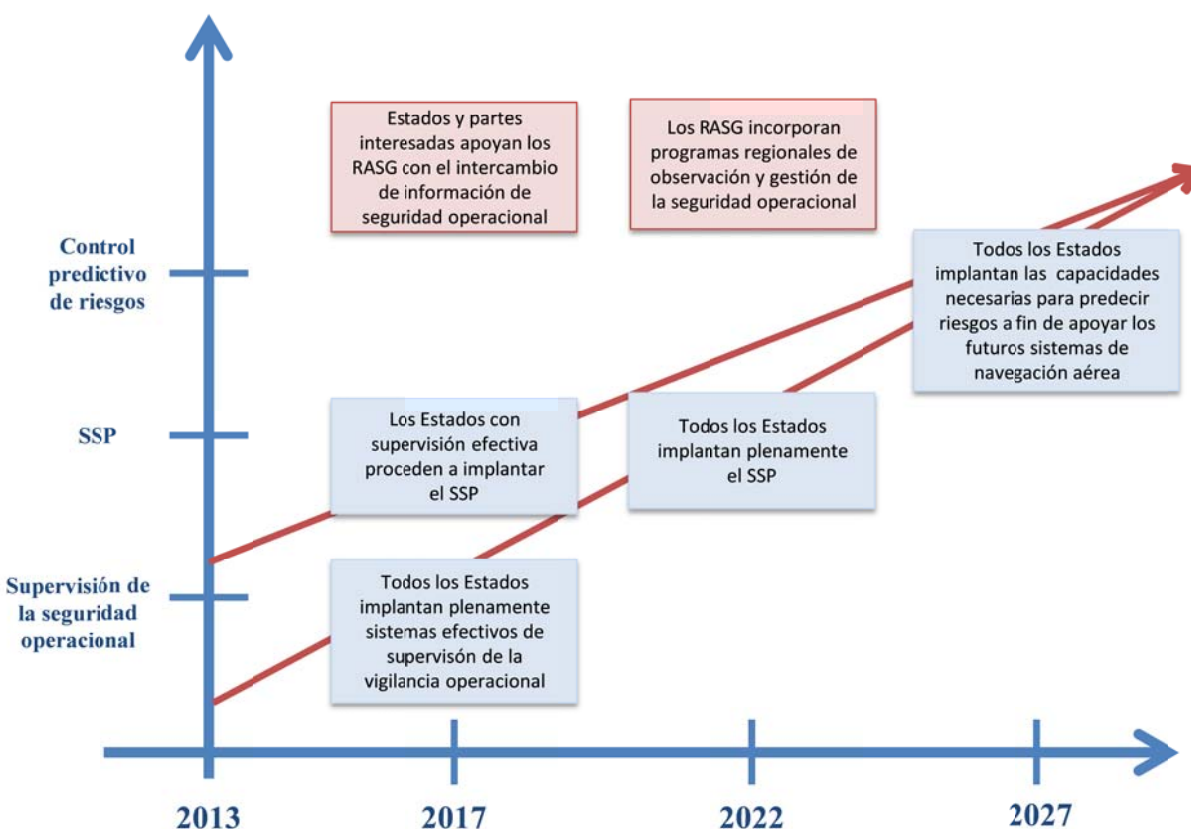 Estados y partes
interesadas apoyan los
RASG con el intercambio
de información de
seguridad operacional
Los RASG incorporan
programas regionales de
observación y gestión de
la seguridad operacional
Control
predictivo
de riesgos
Todos los Estados
implantan las capacidades
necesarias para predecir
riesgos a fin de apoyar los
futuros sistemas de
navegación aérea
SSP
Los Estados con
supervisión efectiva
proceden a implantar
el SSP
Todos los Estados
implantan plenamente
el SSP
Supervisión de
la seguridad
operacional
Todos los Estados
implantan plenamente
sistemas efectivos de
supervisón de la
vigilancia operacional
2013
2017
2022
2027